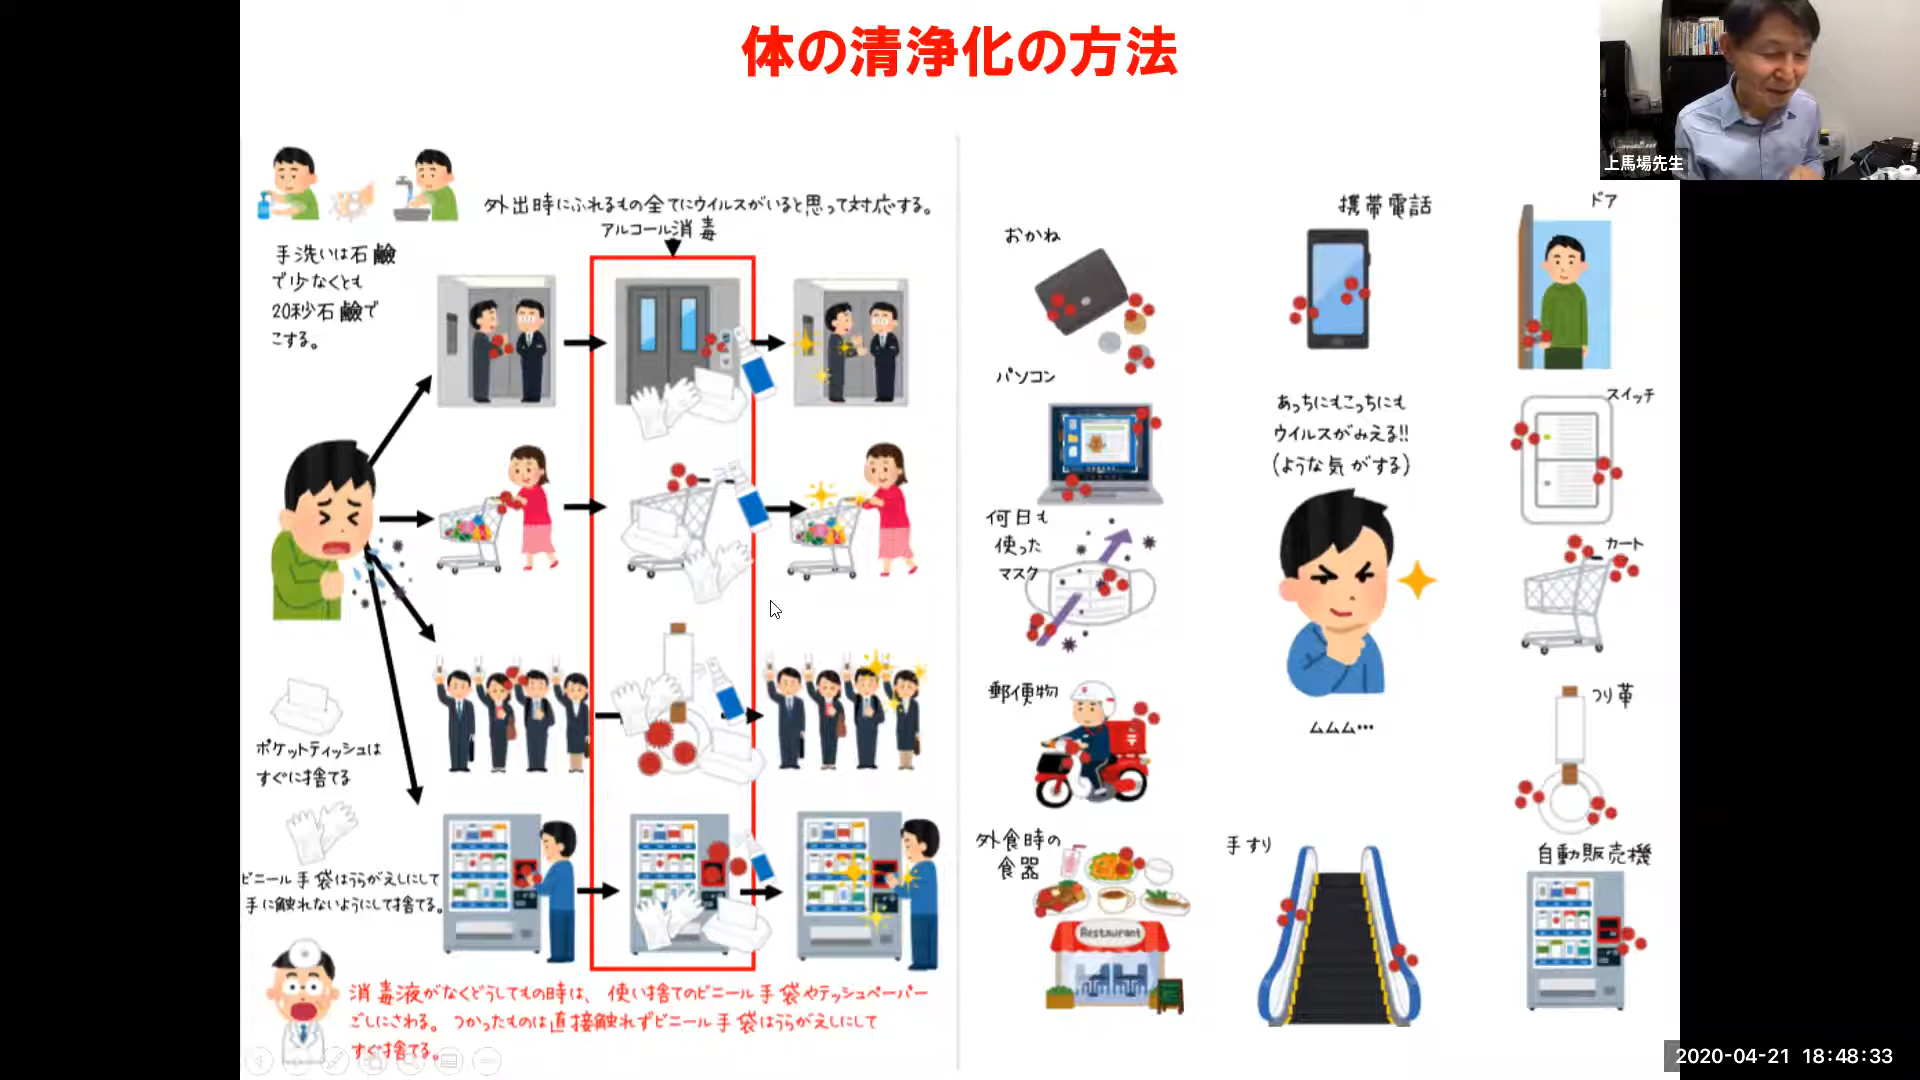 体の清浄化の方法
上馬場先生
外出時にふれるもの全てにウイルスがいると思って対応する。
アルコール消毒
手洗いは石鹸
で少なくとも
20秒石鹸で
こする。
ポケットティッシュは
すぐに捨てる
ビニール手袋はうらがえしにして
手に触れないようにして捨てる。
消毒液がなくどうしてもの時は、使い捨てのビニール手袋やテッシュペーパー
ごしにさわる。つかったものは直接触れずビニール手袋はうらがえしにして
すぐ捨てる。
おかね
携帯電話
ドア
パソコン
あっちにもこっちにも
ウイルスがみえる!!
(ような気がする)
スイッチ
何日も
使った
マスク
カート
郵便物
ムムム…
つり革
外食時の
食器
Restaurant
手すり
自動販売機
2020-04-21 18:48:33